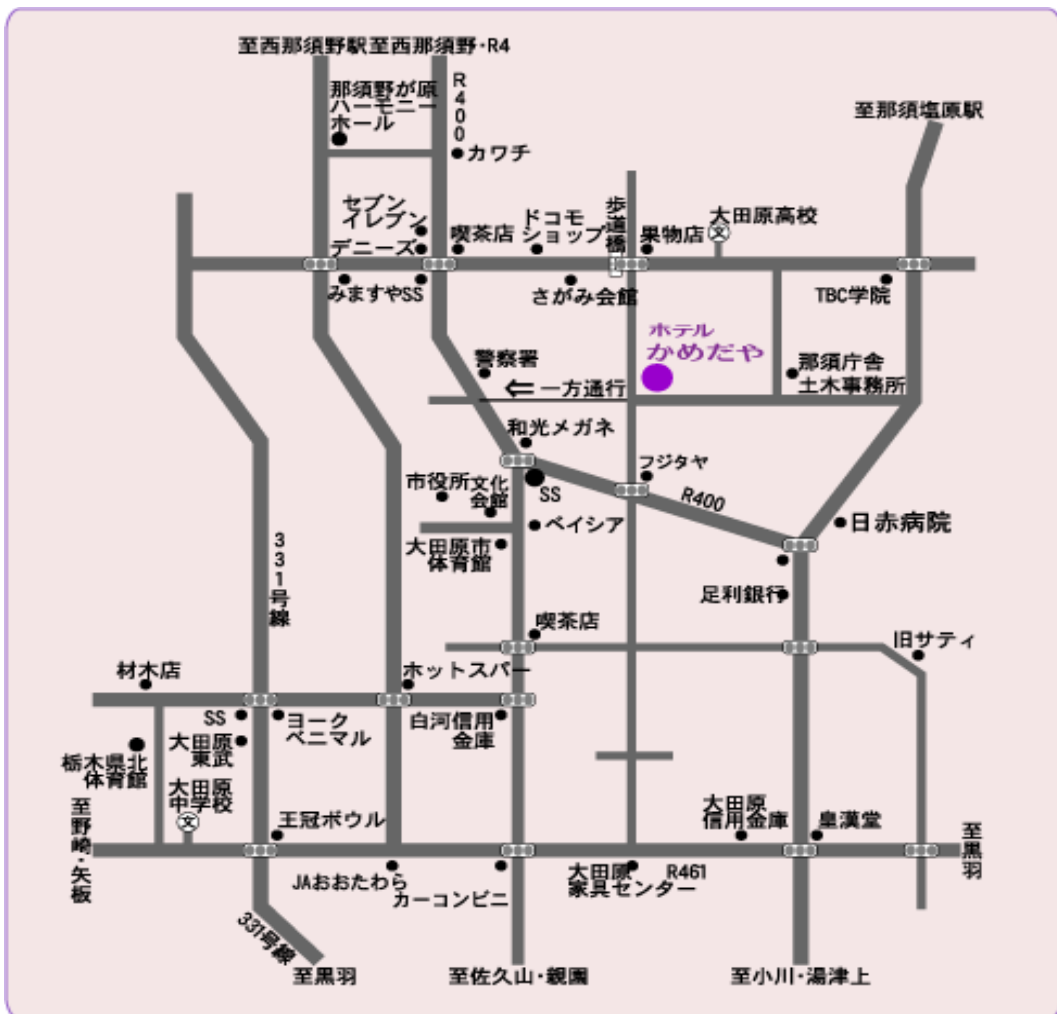 至西那須野駅
至西那須野・R4
那須野が原
ハーモニー
ホール
R400
カワチ
至那須塩原駅
セブン
イレブン
デニーズ
喫茶店
ドコモ
ショップ
歩道橋
果物店
大田原高校
文
みますやSS
さがみ会館
TBC学院
ホテル
かめだや
警察署
⇐一方通行
那須庁舎
土木事務所
和光メガネ
フジタヤ
市役所
文化
会館
SS
R400
ベイシア
日赤病院
大田原市
体育館
331号線
足利銀行
喫茶店
旧サティ
材木店
ホットスパー
SS
ヨーク
ベニマル
白河信用
金庫
大田原
東武
栃木県北
体育館
大田原
中学校
文
至野崎・矢板
王冠ボウル
大田原
信用金庫
皇漢堂
至黒羽
JAおおたわら
カーコンビニ
大田原
家具センター
R461
331号線
至黒羽
至佐久山・親園
至小川・湯津上